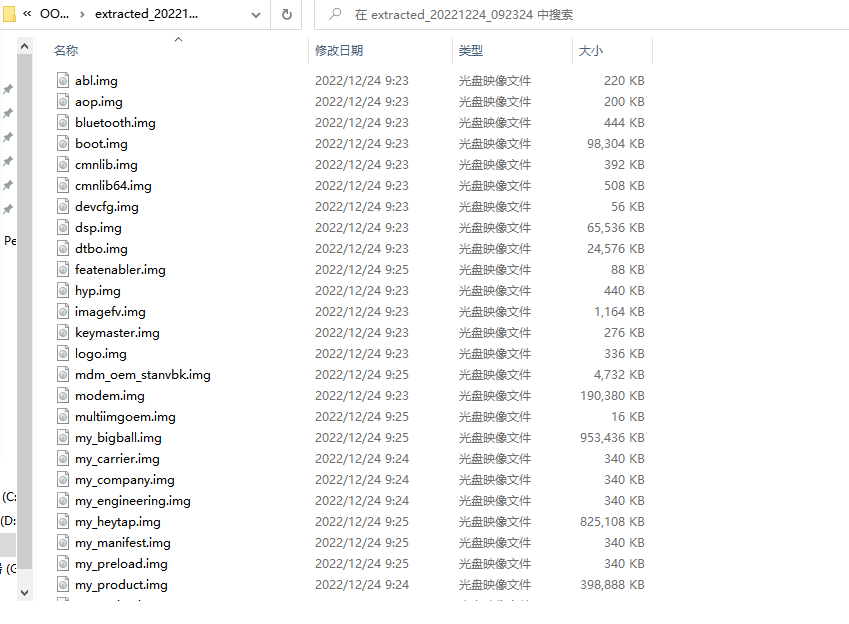 « OO... › extracted_20221... 在 extracted_20221224_092324 中搜索
名称 修改日期 类型 大小
abl.img 2022/12/24 9:23 光盘映像文件 220 KB
aop.img 2022/12/24 9:23 光盘映像文件 200 KB
bluetooth.img 2022/12/24 9:23 光盘映像文件 444 KB
boot.img 2022/12/24 9:23 光盘映像文件 98,304 KB
cmnlib.img 2022/12/24 9:23 光盘映像文件 392 KB
cmnlib64.img 2022/12/24 9:23 光盘映像文件 508 KB
devcfg.img 2022/12/24 9:23 光盘映像文件 56 KB
dsp.img 2022/12/24 9:23 光盘映像文件 65,536 KB
Pe
dtbo.img 2022/12/24 9:23 光盘映像文件 24,576 KB
featenabler.img 2022/12/24 9:25 光盘映像文件 88 KB
hyp.img 2022/12/24 9:23 光盘映像文件 440 KB
imagefv.img 2022/12/24 9:23 光盘映像文件 1,164 KB
keymaster.img 2022/12/24 9:23 光盘映像文件 276 KB
logo.img 2022/12/24 9:23 光盘映像文件 336 KB
mdm_oem_stanvbk.img 2022/12/24 9:25 光盘映像文件 4,732 KB
modem.img 2022/12/24 9:23 光盘映像文件 190,380 KB
multiimgoem.img 2022/12/24 9:25 光盘映像文件 16 KB
my_bigball.img 2022/12/24 9:25 光盘映像文件 953,436 KB
my_carrier.img 2022/12/24 9:24 光盘映像文件 340 KB
my_company.img 2022/12/24 9:24 光盘映像文件 340 KB
(C:
my_engineering.img 2022/12/24 9:24 光盘映像文件 340 KB
(D:
my_heytap.img 2022/12/24 9:25 光盘映像文件 825,108 KB
my_manifest.img 2022/12/24 9:25 光盘映像文件 340 KB
my_preload.img 2022/12/24 9:25 光盘映像文件 340 KB
my_product.img 2022/12/24 9:24 光盘映像文件 398,888 KB